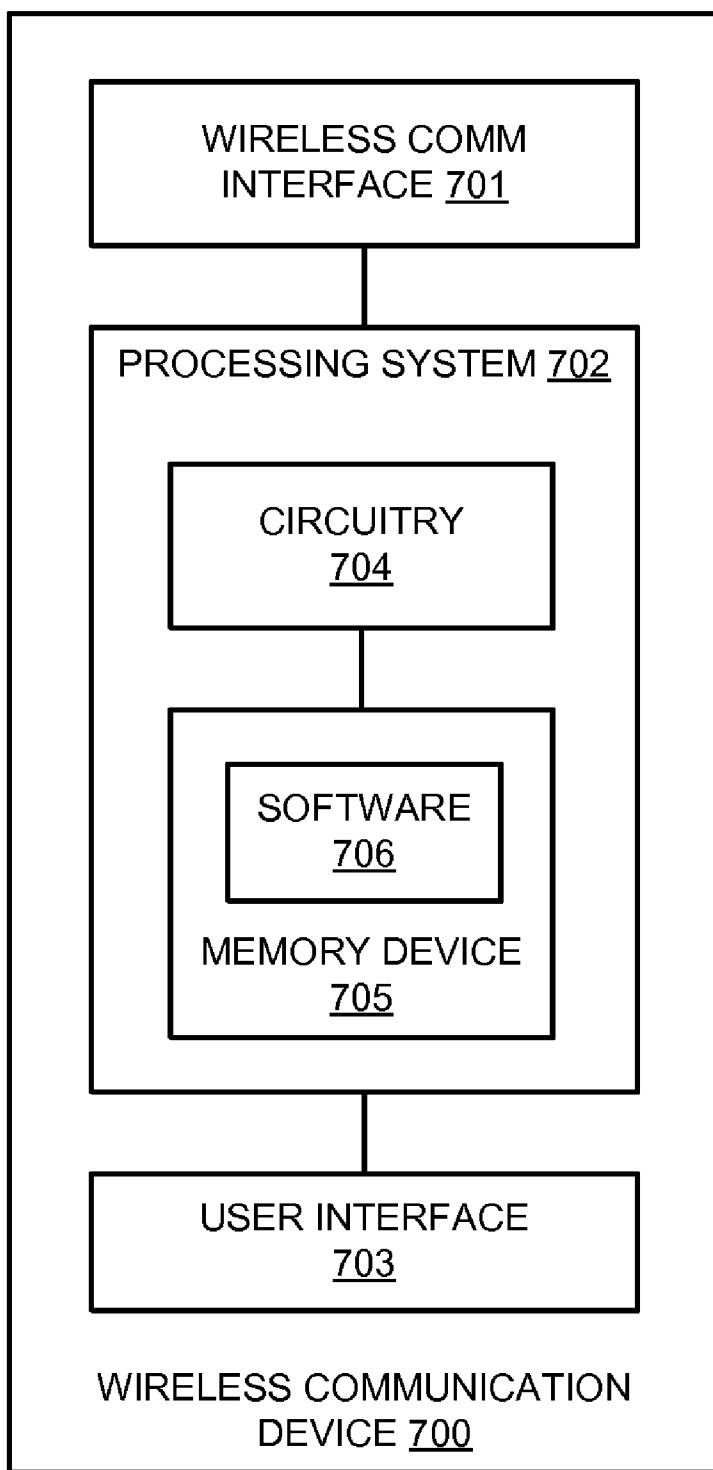 WIRELESS COMM
INTERFACE 701
PROCESSING SYSTEM 702
CIRCUITRY
704
SOFTWARE
706
MEMORY DEVICE
705
USER INTERFACE
703
WIRELESS COMMUNICATION
DEVICE 700